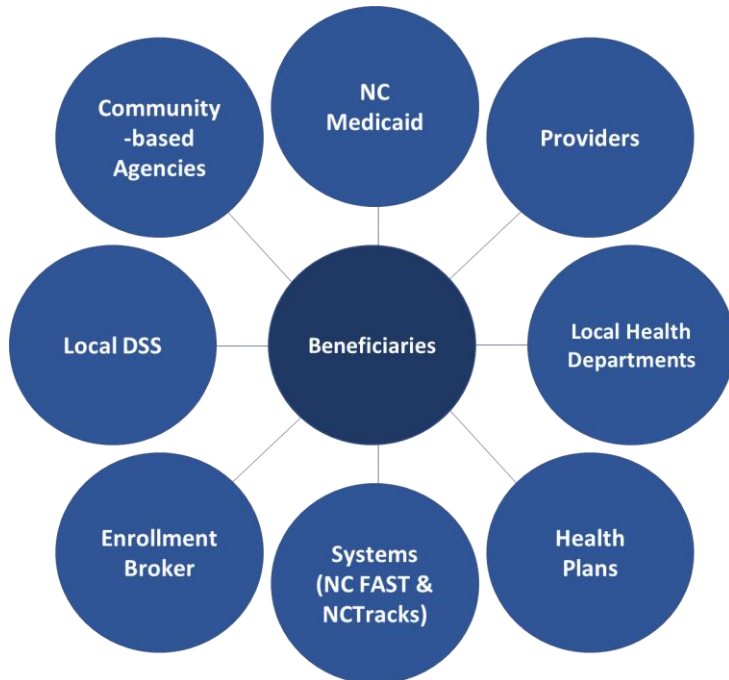 NC
Medicaid
Community
-based
Agencies
Providers
Local DSS
Beneficiaries
Local Health
Departments
Enrollment
Broker
Systems
(NC FAST &
NCTracks)
Health
Plans